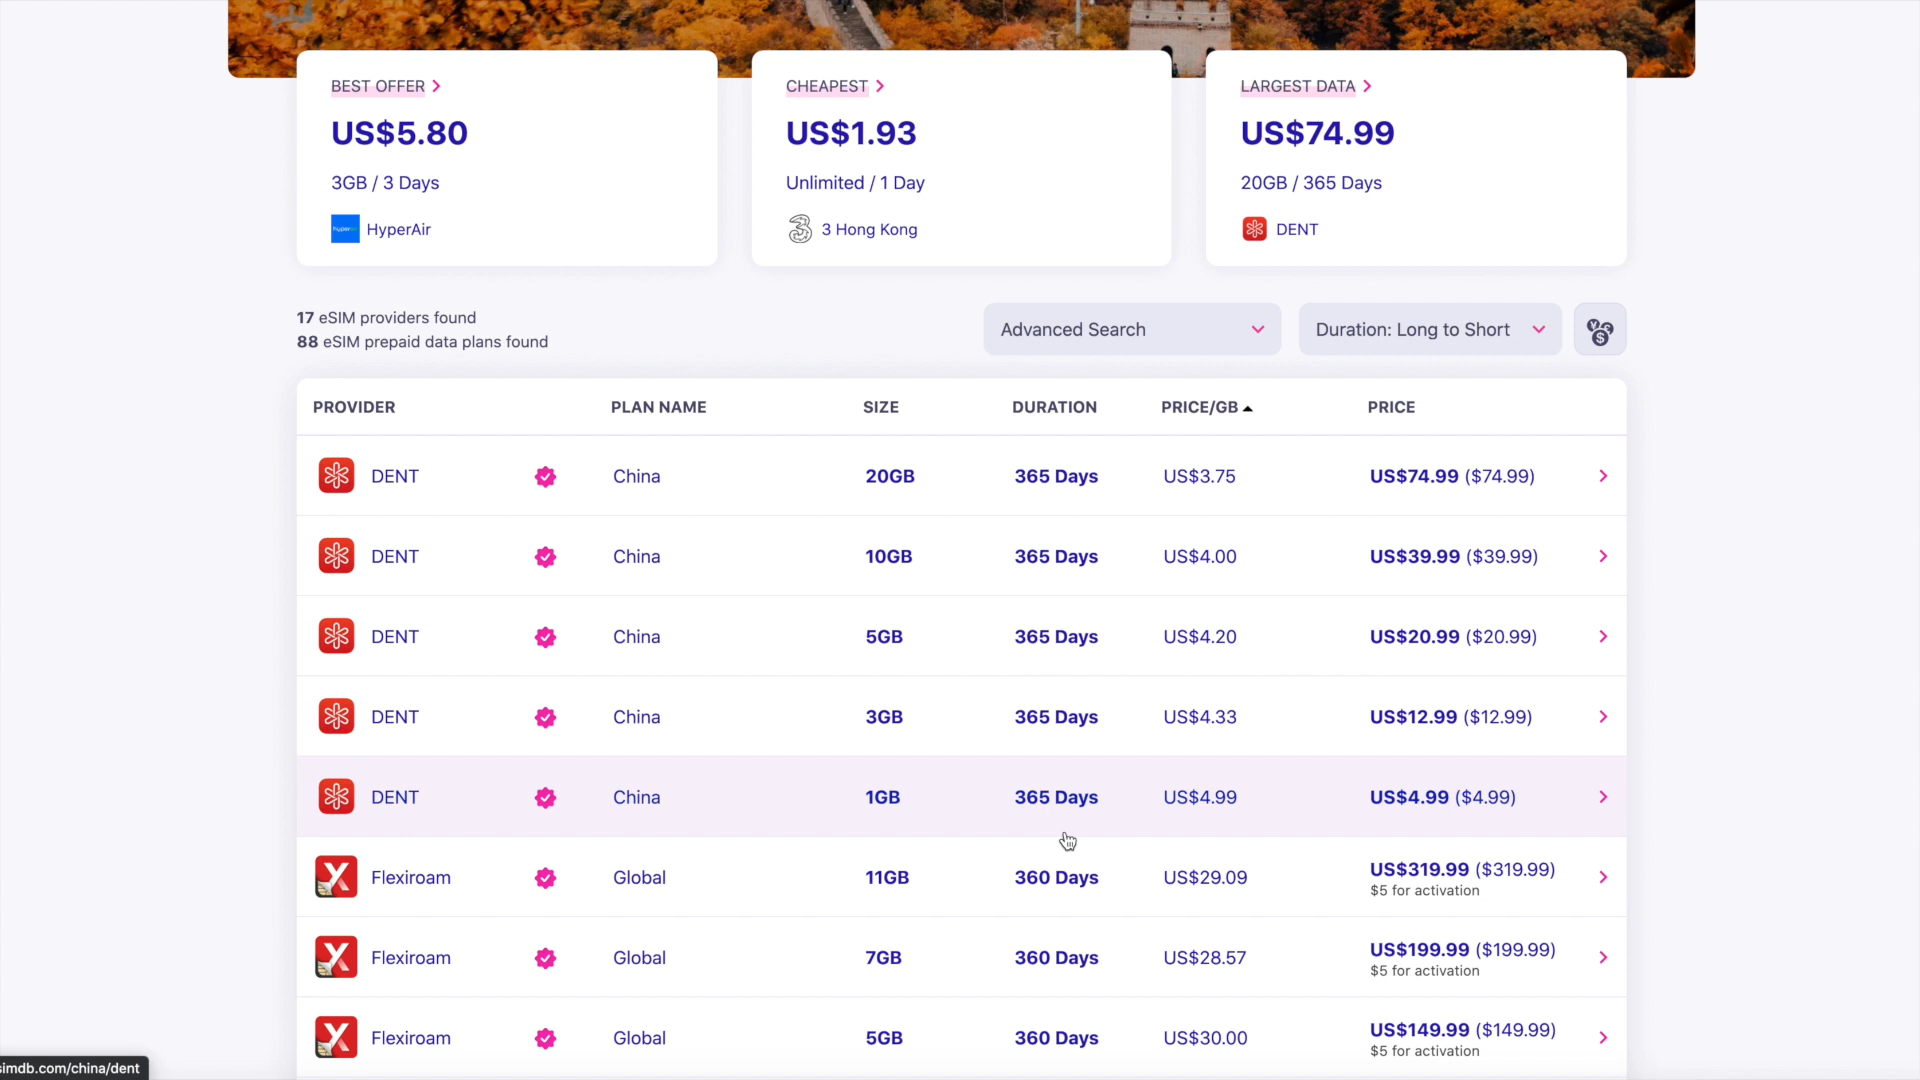 BEST OFFER
US$5.80
3GB / 3 Days
hyper
HyperAir
CHEAPEST
US$1.93
Unlimited / 1 Day
3 Hong Kong
LARGEST DATA
US$74.99
20GB / 365 Days
DENT
17 eSIM providers found
88 eSIM prepaid data plans found
Advanced Search
Duration: Long to Short
PROVIDER PLAN NAME SIZE DURATION PRICE/GB PRICE
DENT China 20GB 365 Days US$3.75 US$74.99 ($74.99)
DENT China 10GB 365 Days US$4.00 US$39.99 ($39.99)
DENT China 5GB 365 Days US$4.20 US$20.99 ($20.99)
DENT China 3GB 365 Days US$4.33 US$12.99 ($12.99)
DENT China 1GB 365 Days US$4.99 US$4.99 ($4.99)
Flexiroam Global 11GB 360 Days US$29.09 US$319.99 ($319.99)
$5 for activation
Flexiroam Global 7GB 360 Days US$28.57 US$199.99 ($199.99)
$5 for activation
Flexiroam Global 5GB 360 Days US$30.00 US$149.99 ($149.99)
$5 for activation
simdb.com/china/dent